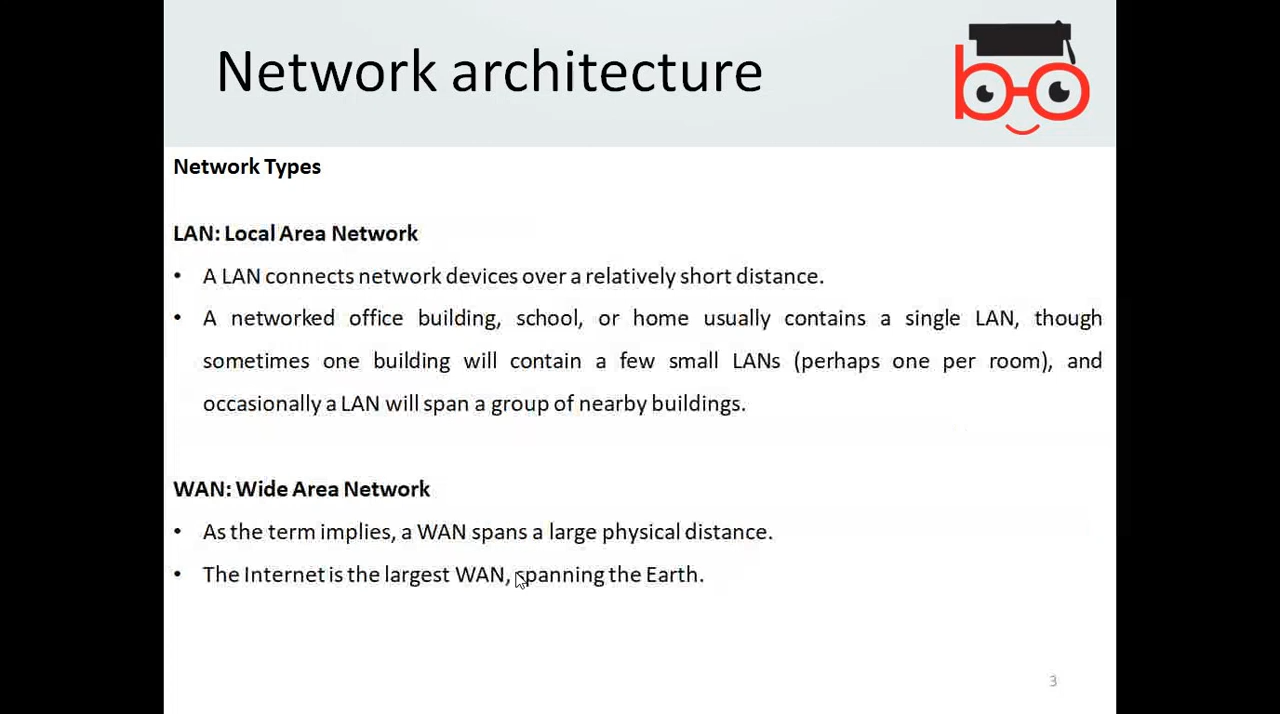 Network architecture
Network Types
LAN: Local Area Network
• A LAN connects network devices over a relatively short distance.
• A networked office building, school, or home usually contains a single LAN, though
sometimes one building will contain a few small LANs (perhaps one per room), and
occasionally a LAN will span a group of nearby buildings.
WAN: Wide Area Network
• As the term implies, a WAN spans a large physical distance.
• The Internet is the largest WAN, spanning the Earth.
3